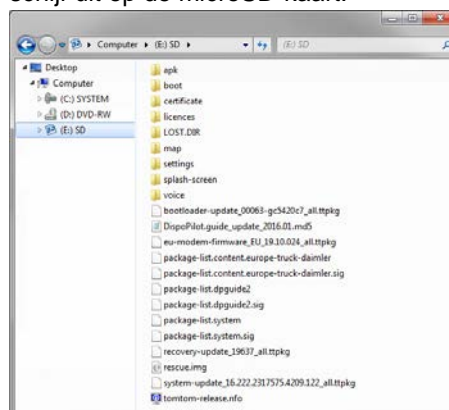 schijf uit op de microSD-kaart.
Computer ▸ (E:) SD ▸
(E:) SD
Desktop
Computer
(C:) SYSTEM
(D:) DVD-RW
(E:) SD
apk
boot
certificate
licences
LOST.DIR
map
settings
splash-screen
voice
bootloader-update_00063-gc5420c7_all.ttpkg
DispoPilot.guide_update_2016.01.md5
eu-modem-firmware_EU_19.10.024_all.ttpkg
package-list.content.europe-truck-daimler
package-list.content.europe-truck-daimler.sig
package-list.dpguide2
package-list.dpguide2.sig
package-list.system
package-list.system.sig
recovery-update_19637_all.ttpkg
rescue.img
system-update_16.222.2317575.4209.122_all.ttpkg
tomtom-release.nfo